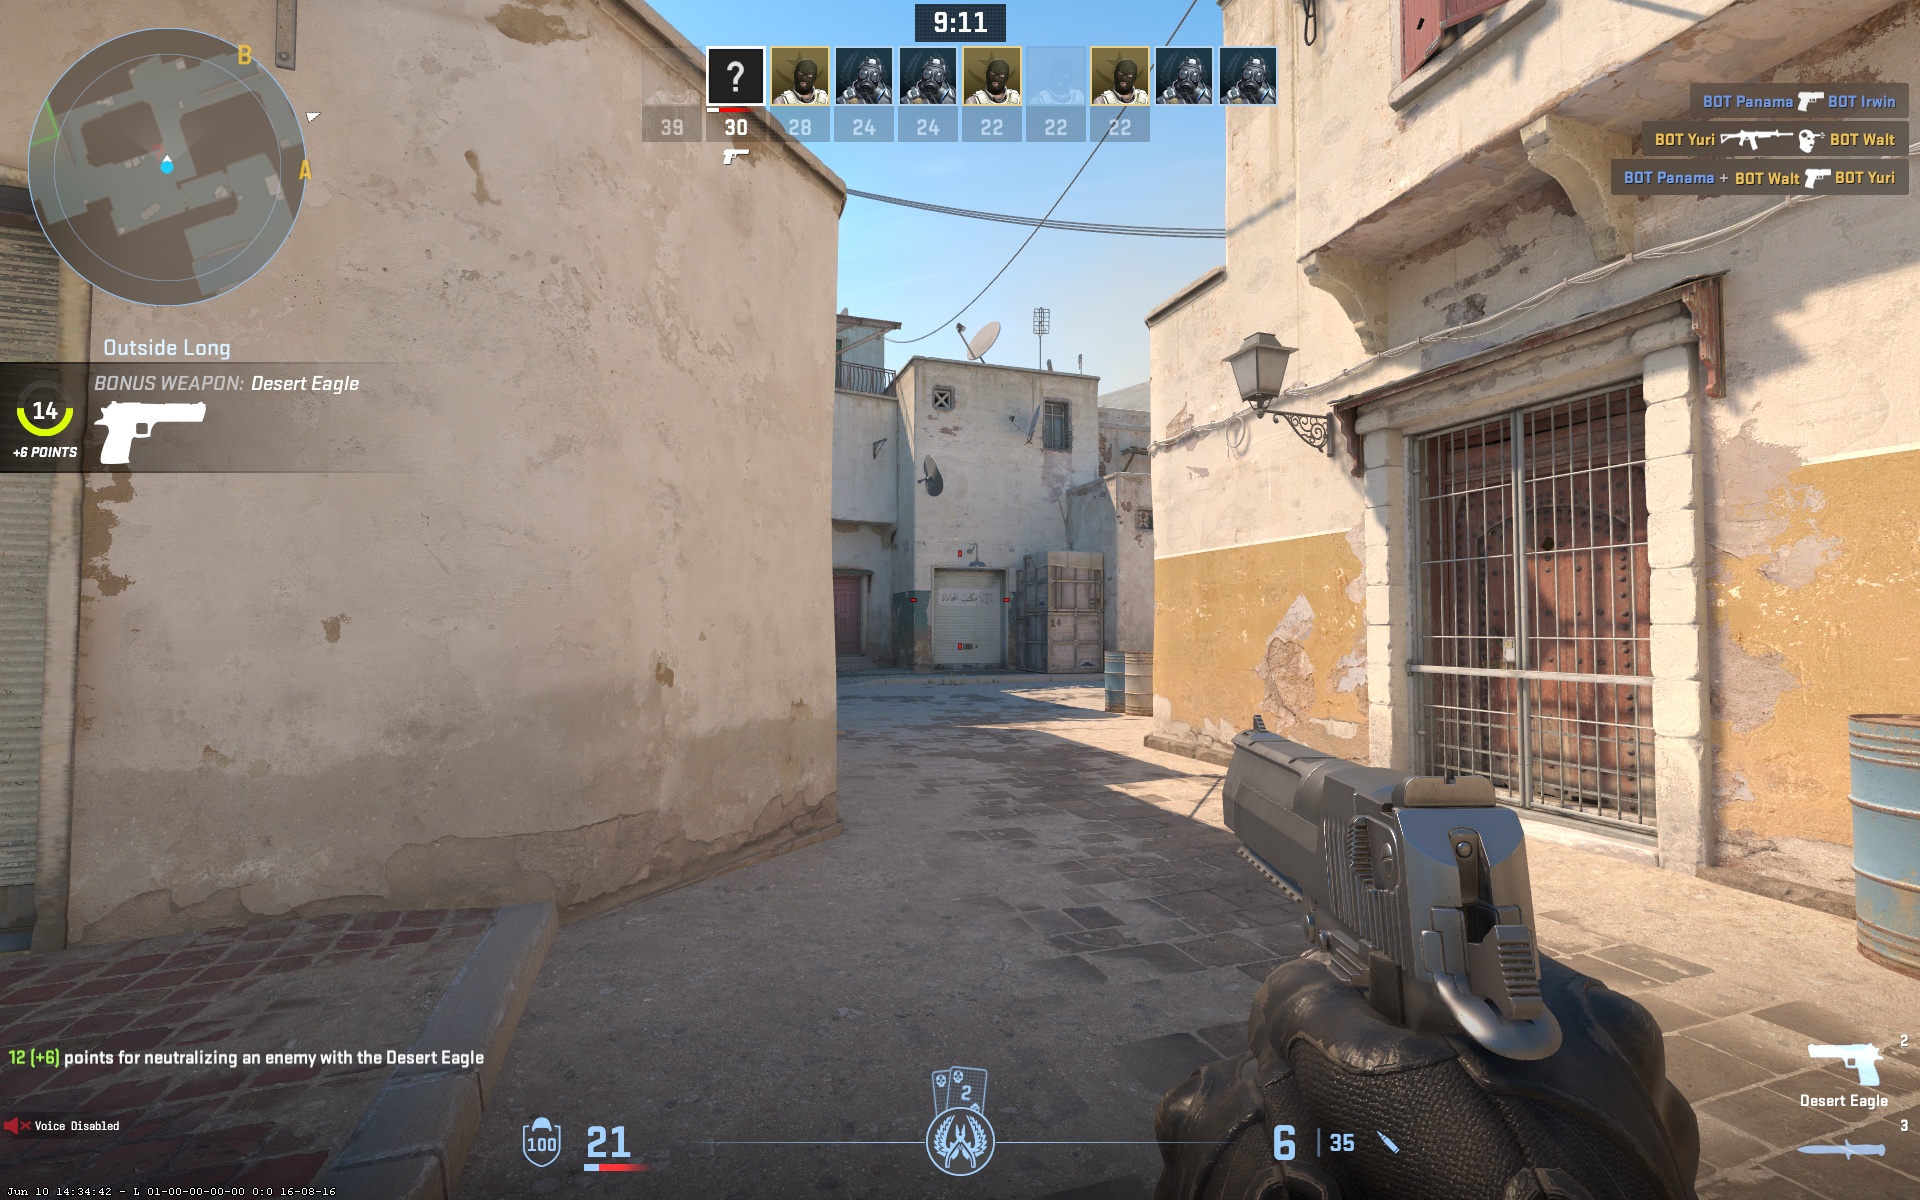 9:11
B
A
?
39 30 28 24 24 22 22 22
BOT Panama BOT Irwin
BOT Yuri BOT Walt
BOT Panama + BOT Walt BOT Yuri
Outside Long
BONUS WEAPON: Desert Eagle
14
+6 POINTS
14
12 (+6) points for neutralizing an enemy with the Desert Eagle
Voice Disabled
100 21
2
6 | 35
2
Desert Eagle
3
Jun 10 14:34:42 - L 01-00-00-00-00 0:0 16-08-16